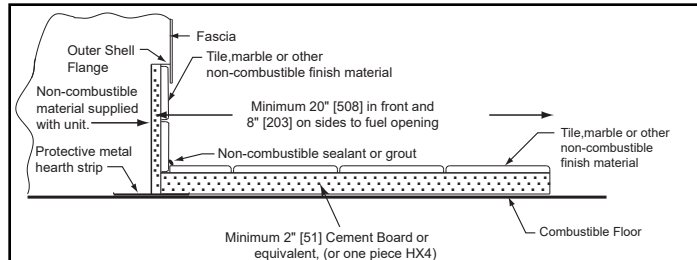 Fascia
Outer Shell
Flange
Tile,marble or other
non-combustible finish material
Non-combustible
material supplied
with unit.
Minimum 20" [508] in front and
8" [203] on sides to fuel opening
Tile,marble or other
non-combustible
finish material
Protective metal
hearth strip
Non-combustible sealant or grout
Minimum 2" [51] Cement Board or
equivalent, (or one piece HX4)
Combustible Floor